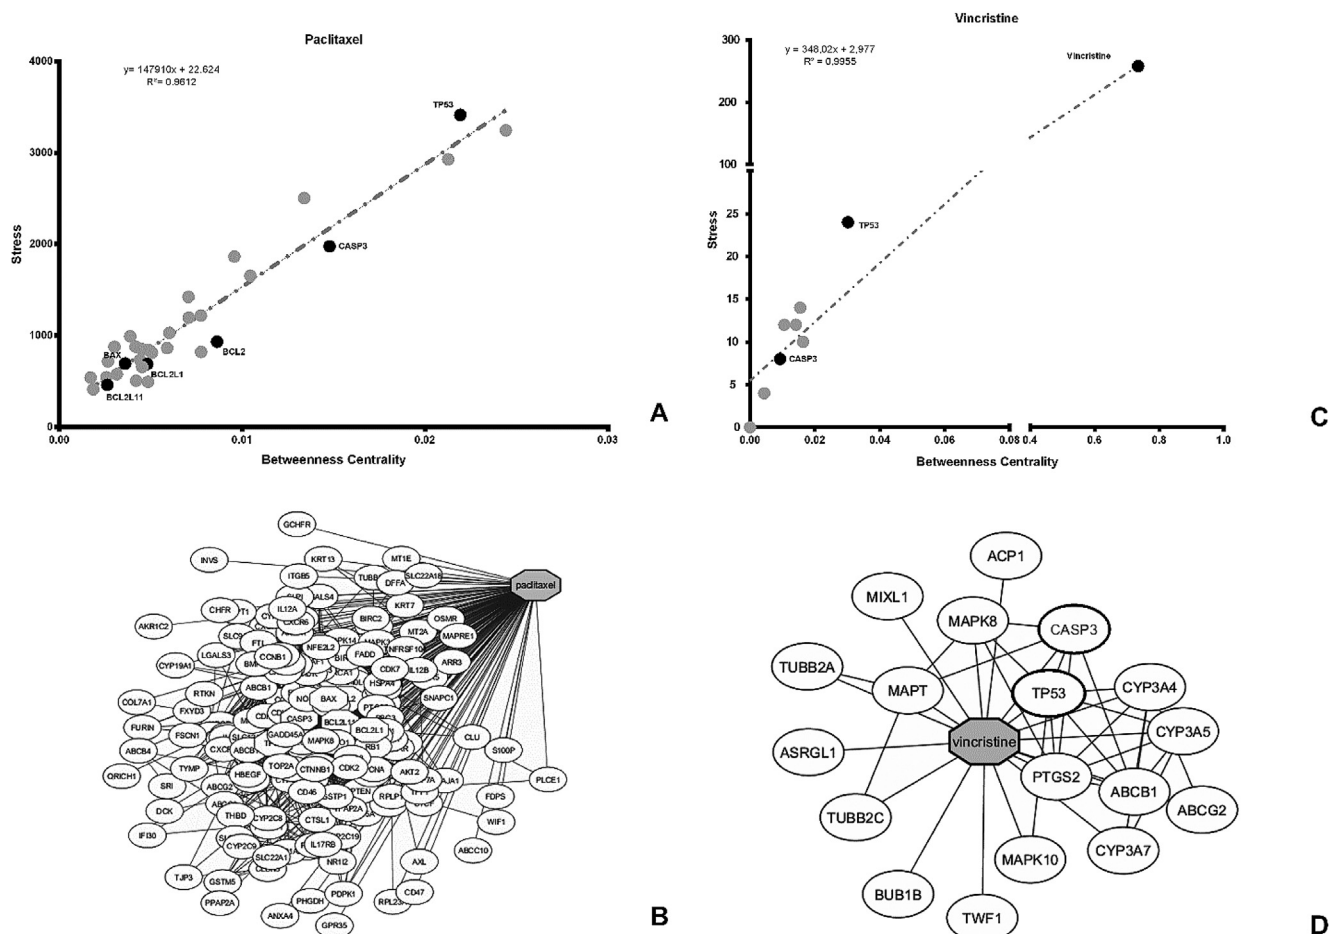 Paclitaxel
y= 147910x + 22.624
R²= 0.9612
4000
3000
2000
1000
0
Stress
0.00
0.01
0.02
0.03
Betweenness Centrality
TP53
CASP3
BCL2
BAX
BCL2L1
BCL2L11
A
Vincristine
y = 348,02x + 2,977
R² = 0.9955
300
200
100
25
20
15
10
5
0
Stress
0.00
0.02
0.04
0.06
0.08
0.4
0.6
0.8
1.0
Betweenness Centrality
Vincristine
TP53
CASP3
C
GCHFR
INVS
KRT13
MT1E
ITGB5
TUBB
DFFA
SLC22A18
paclitaxel
CHFR
IL12A
CXCR6
BIRC2
KRT7
OSMR
AKR1C2
MT2A
MAPRE1
LGALS3
FTL
NFE2L2
FADD
TNFRSF10
CCNB1
CYP19A1
CDK7
IL12B
ARR3
RTKN
ABCB1
HSPA4
SNAPC1
COL7A1
FXYD3
BAX
FURIN
FSCN1
CASP3
BCL2L1
CLU
ABCB4
GADD45A
MAPK8
S100P
QRICH1
TYMP
TOP2A
CTNNB1
CDK2
AKT2
PLCE1
SRI
HBEGF
ABCG2
CD46
FDPS
DCK
THBD
CYP2C8
GSTP1
RPLP1
WIF1
IFI30
CTSL1
CYP2C9
IL17RB
ABCC10
SLC22A1
NR1I2
AXL
TJP3
GSTM5
PDPK1
CD47
PPAP2A
PHGDH
ANXA4
GPR35
B
ACP1
MIXL1
MAPK8
CASP3
TUBB2A
MAPT
TP53
CYP3A4
CYP3A5
vincristine
ASRGL1
PTGS2
ABCB1
ABCG2
TUBB2C
MAPK10
CYP3A7
BUB1B
TWF1
D